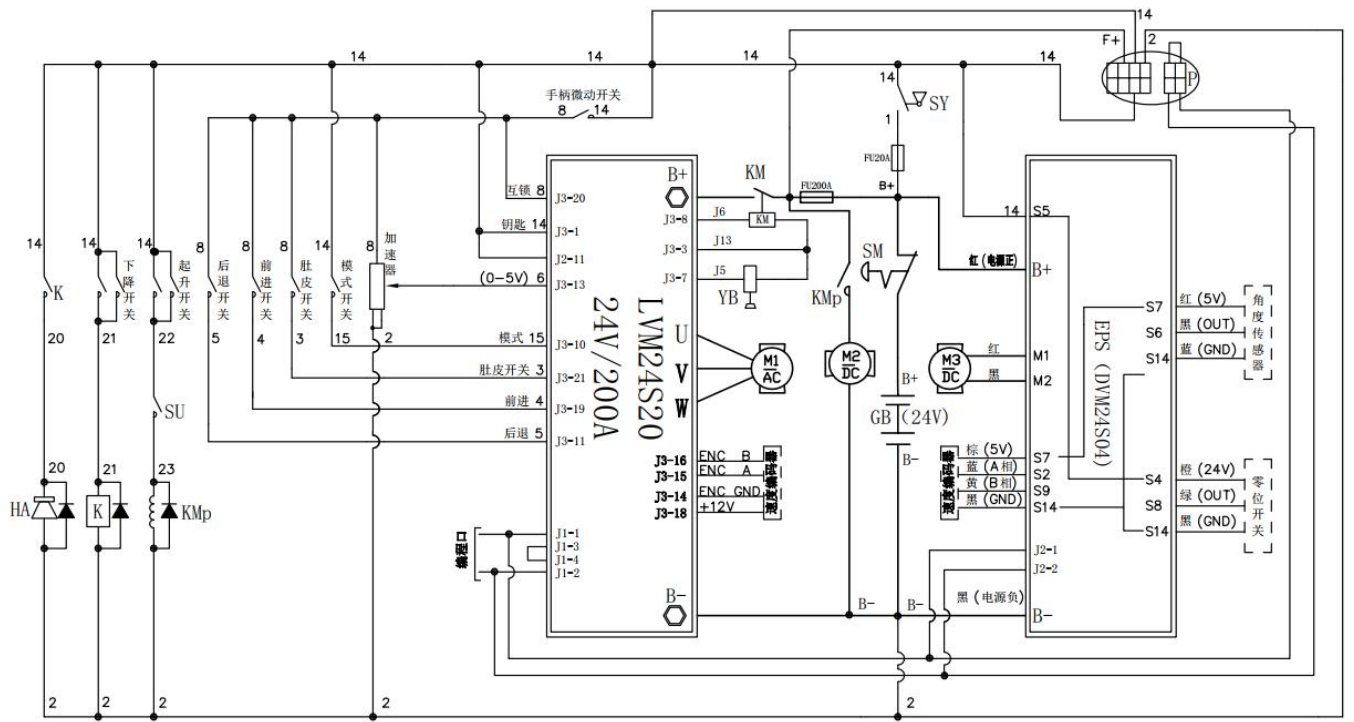 14
F+
2
P
14
14
14
14
14
手柄微动开关
8
14
14
SY
1
FU20A
B+
KM
FU200A
B+
互锁 8
J3-20
J3-8
J6
KM
14
S5
钥匙 14
J3-1
J3-3
J13
14
14
14
8
8
8
14
8
加速器
J2-11
J3-7
J5
YB
SM
红(电源正)
B+
K
下降开关
起升开关
后退开关
前进开关
肚皮开关
模式开关
(0-5V) 6
J3-13
KMp
LVM24S20
24V/200A
EPS (DVM24S04)
S7
红 (5V)
S6
黑 (OUT)
S14
蓝 (GND)
角度传感器
20
21
22
5
4
3
15
2
模式 15
J3-10
U
V
W
M1
AC
M2
DC
M3
DC
红
M1
黑
M2
肚皮开关 3
J3-21
B+
GB (24V)
B-
前进 4
J3-19
SU
后退 5
J3-11
J3-16
ENC B
J3-15
ENC A
J3-14
ENC GND
J3-18
+12V
速度编码器
速度编码器
棕 (5V)
S7
蓝 (A相)
S2
黄 (B相)
S9
黑 (GND)
S14
S4
橙 (24V)
S8
绿 (OUT)
S14
黑 (GND)
零位开关
20
21
23
HA
K
KMp
编程口
J1-1
J1-3
J1-4
J1-2
J2-1
J2-2
B-
B-
B-
黑(电源负)
B-
2
2
2
2
2